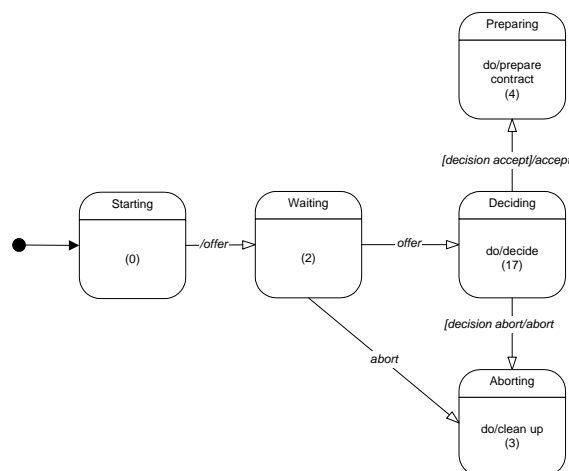 Preparing
do/prepare
contract
(4)
[decision accept]/accept
Starting
(0)
/offer
Waiting
(2)
offer
Deciding
do/decide
(17)
[decision abort/abort
abort
Aborting
do/clean up
(3)